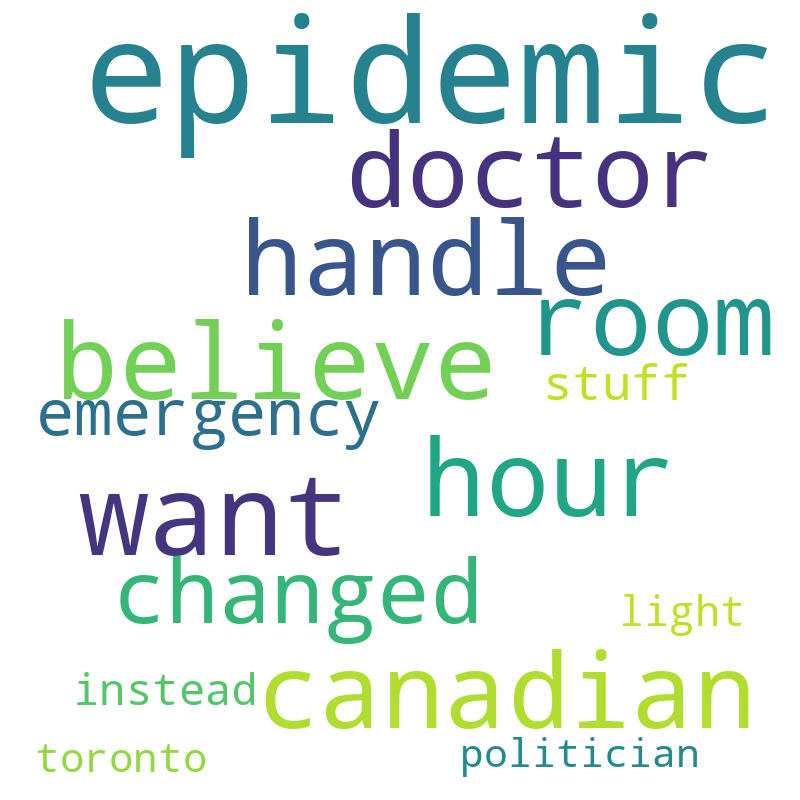 epidemic
doctor
handle
room
believe
stuff
emergency
hour
want
changed
light
instead
canadian
toronto
politician